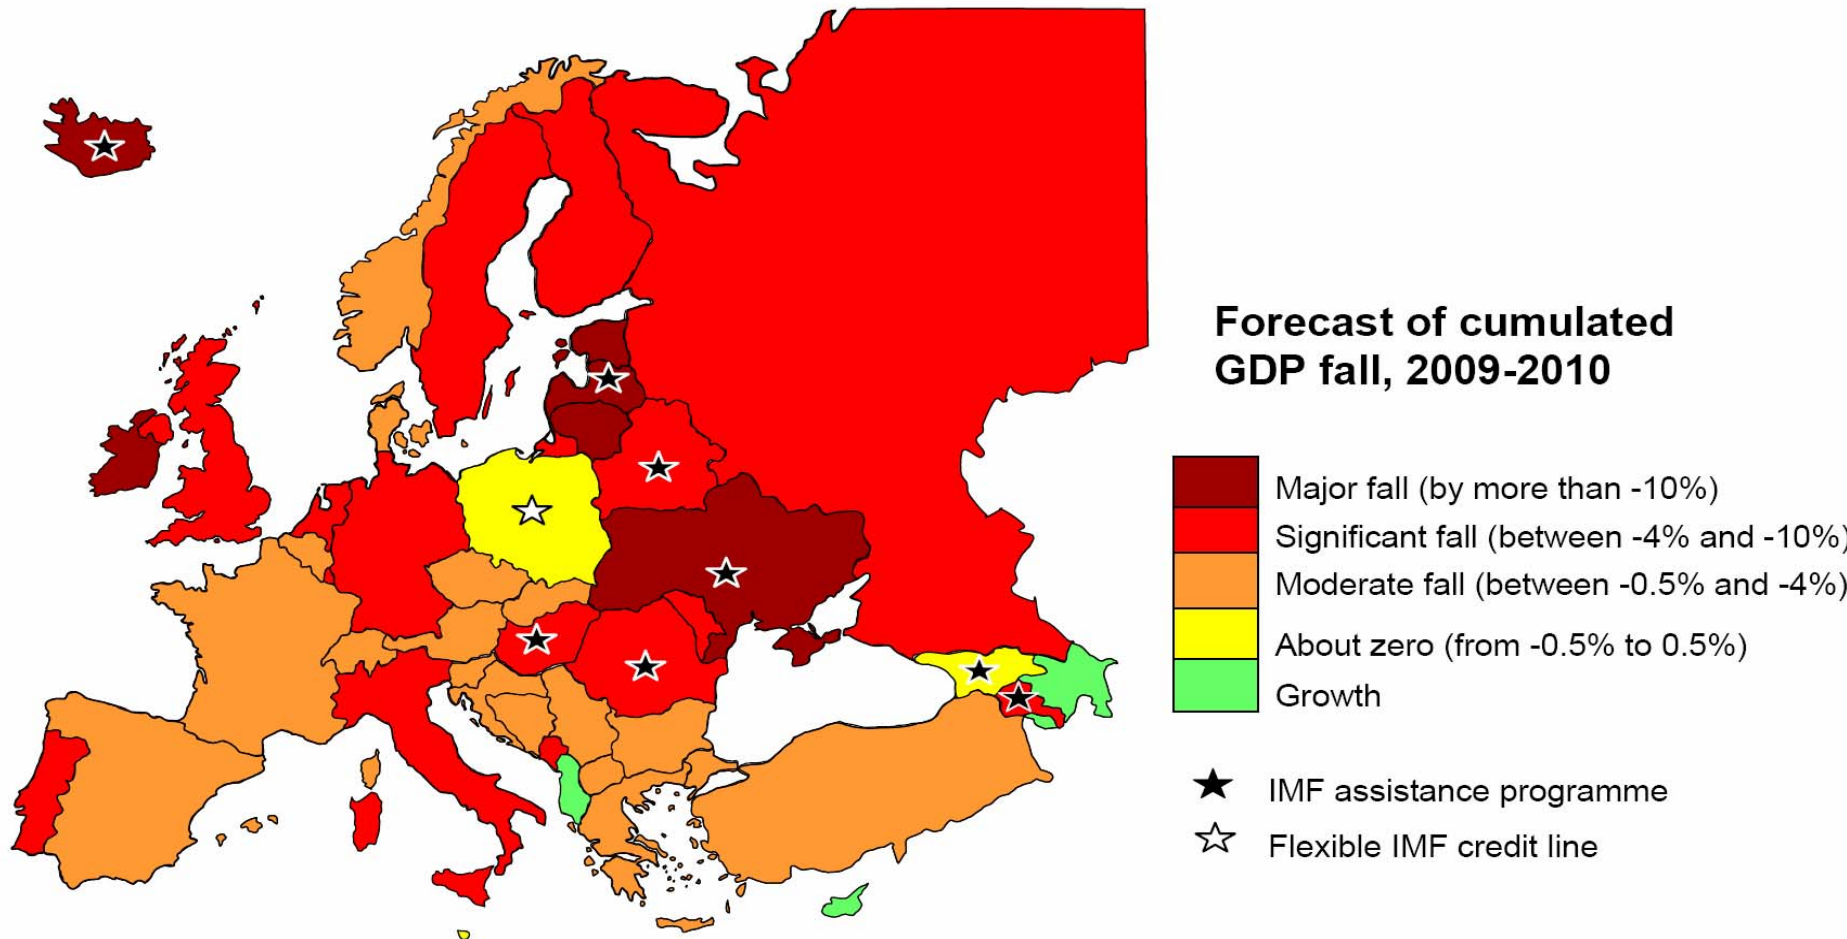 Forecast of cumulated
GDP fall, 2009-2010
Major fall (by more than -10%)
Significant fall (between -4% and -10%)
Moderate fall (between -0.5% and -4%)
About zero (from -0.5% to 0.5%)
Growth
IMF assistance programme
Flexible IMF credit line